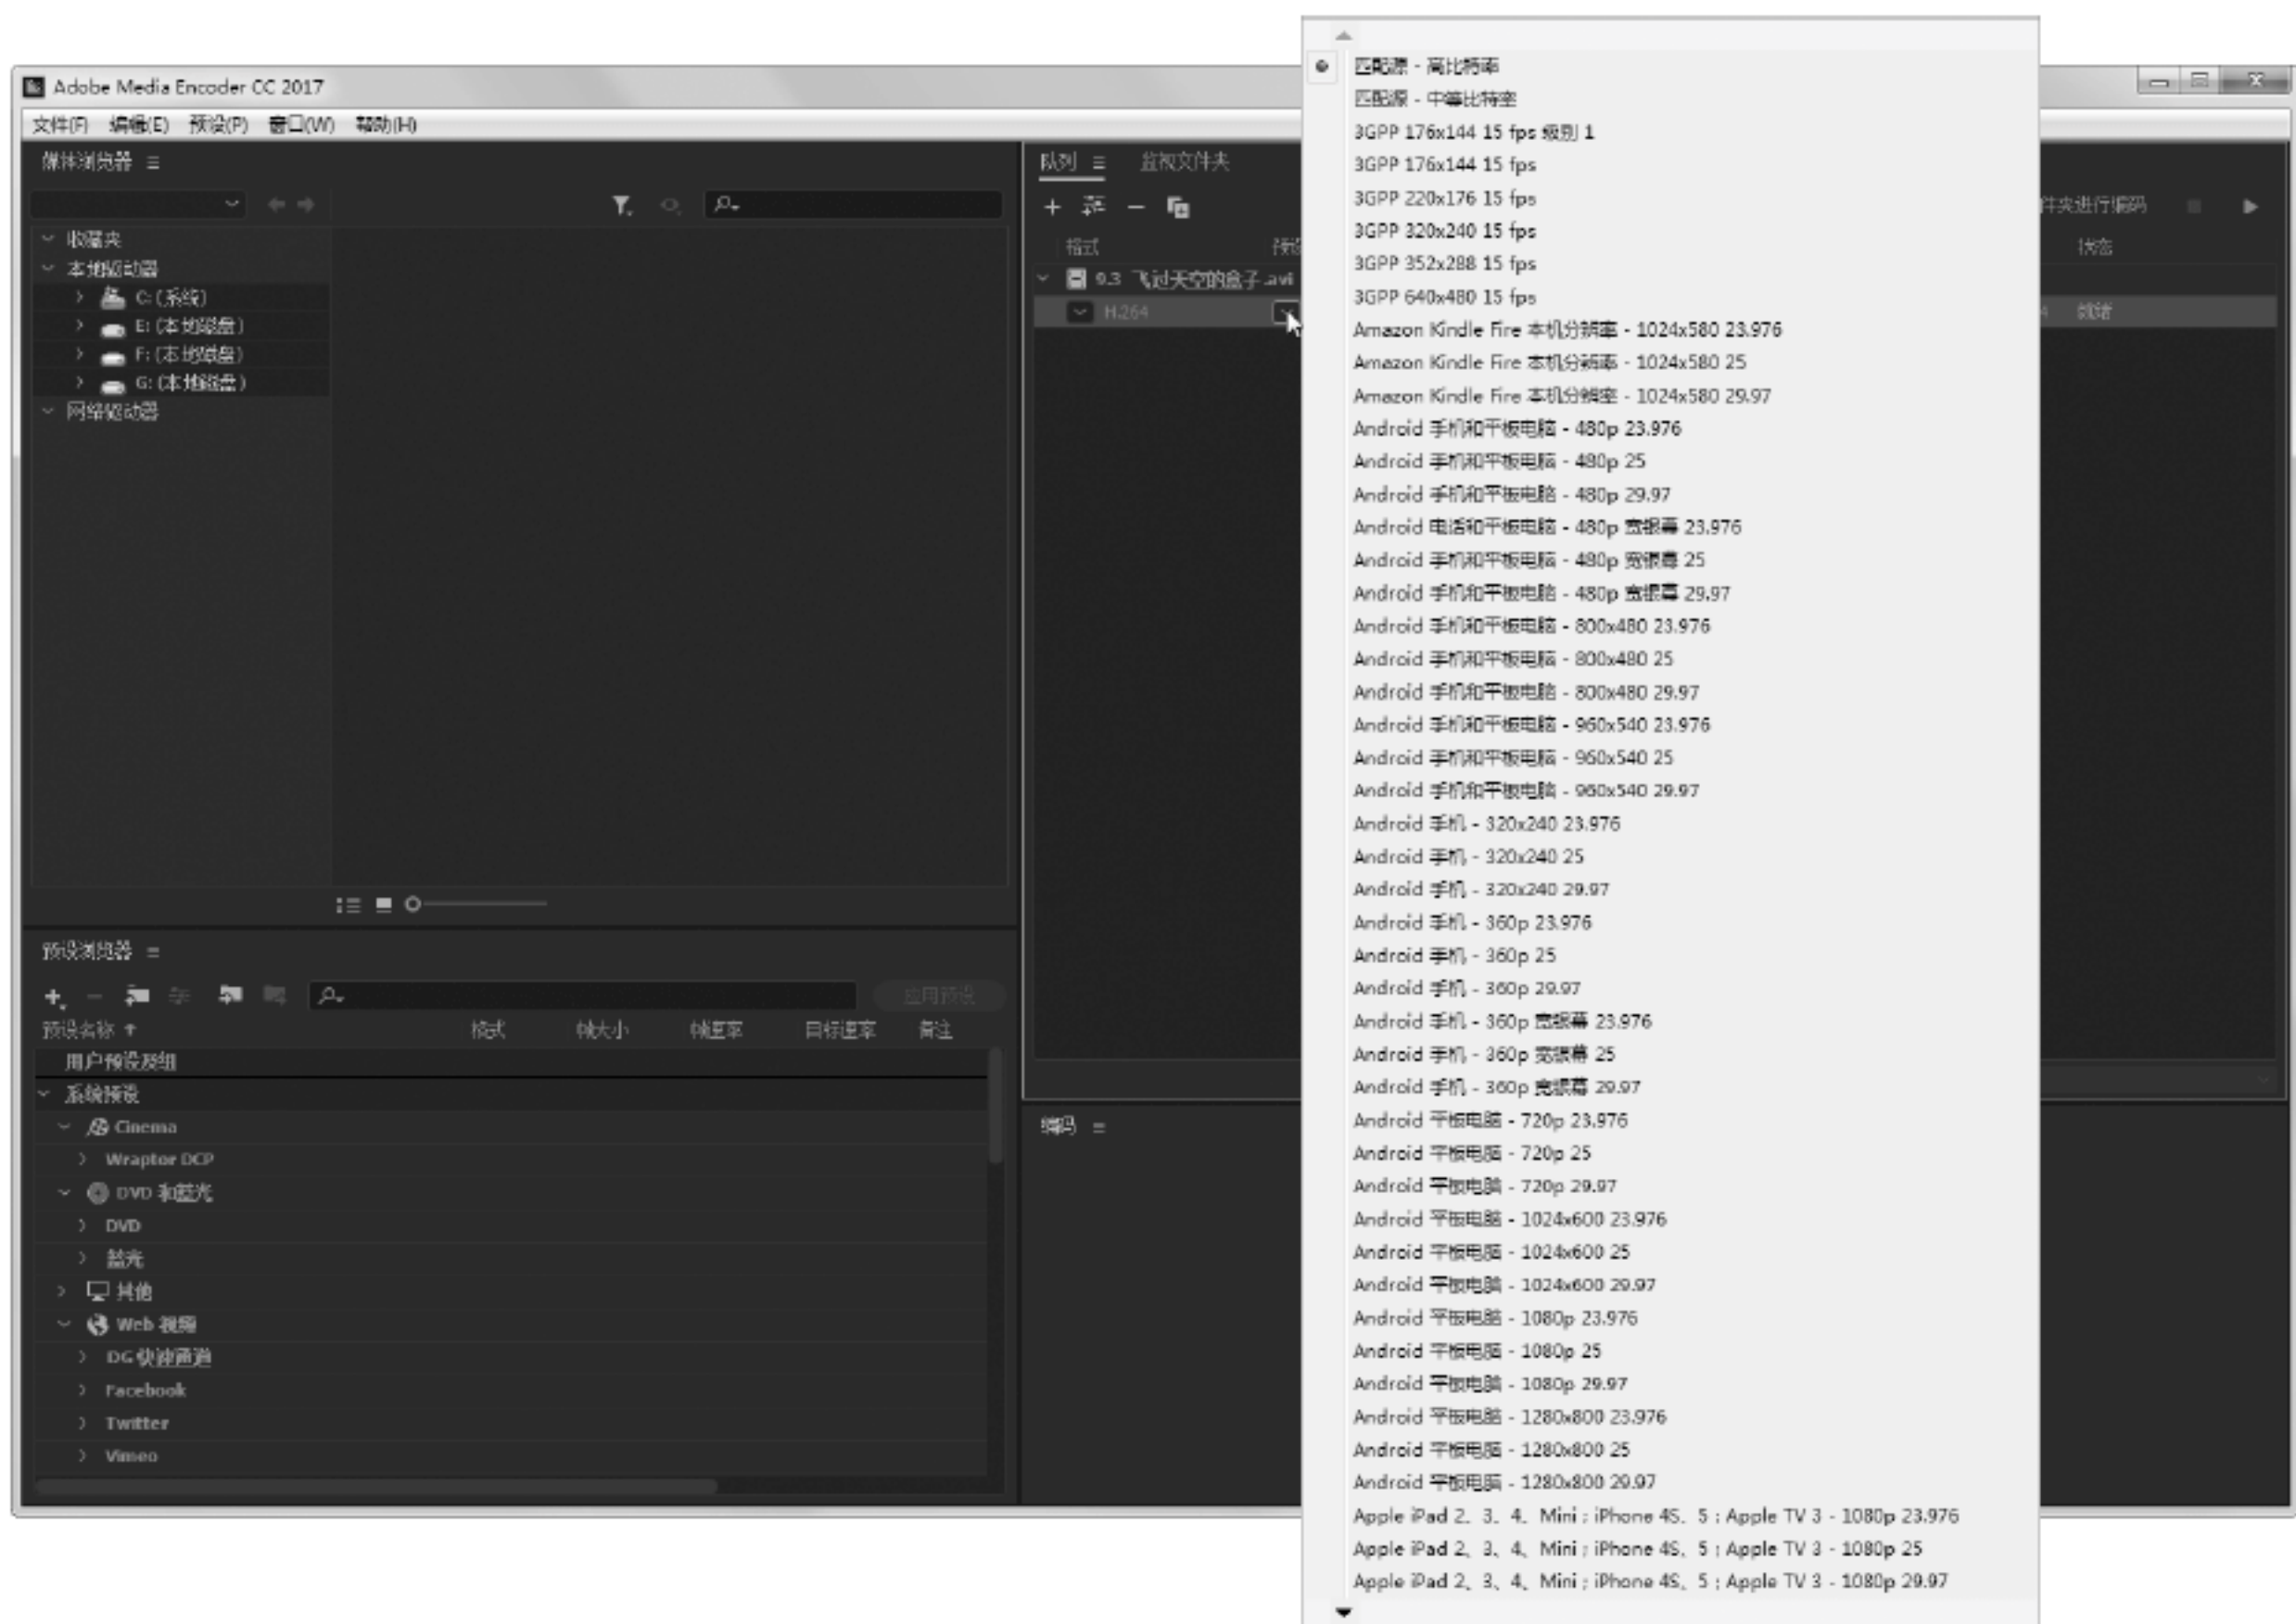 Adobe Media Encoder CC 2017
文件(F) 编辑(E) 预设(P) 窗口(W) 帮助(H)
媒体浏览器
收藏夹
本地驱动器
C: (系统)
E: (本地磁盘)
F: (本地磁盘)
G: (本地磁盘)
网络驱动器
预设浏览器
应用预设
预设名称 格式 帧大小 帧速率 目标速率 备注
用户预设及组
系统预设
Cinema
Wraptor DCP
DVD 和蓝光
DVD
蓝光
其他
Web 视频
DG 快速通道
Facebook
Twitter
Vimeo
队列 监视文件夹
件夹进行编码
格式 预设 状态
9.3 飞过天空的盒子.avi
H.264 4 就绪
编码
匹配源 - 高比特率
匹配源 - 中等比特率
3GPP 176x144 15 fps 级别 1
3GPP 176x144 15 fps
3GPP 220x176 15 fps
3GPP 320x240 15 fps
3GPP 352x288 15 fps
3GPP 640x480 15 fps
Amazon Kindle Fire 本机分辨率 - 1024x580 23.976
Amazon Kindle Fire 本机分辨率 - 1024x580 25
Amazon Kindle Fire 本机分辨率 - 1024x580 29.97
Android 手机和平板电脑 - 480p 23.976
Android 手机和平板电脑 - 480p 25
Android 手机和平板电脑 - 480p 29.97
Android 电话和平板电脑 - 480p 宽银幕 23.976
Android 手机和平板电脑 - 480p 宽银幕 25
Android 手机和平板电脑 - 480p 宽银幕 29.97
Android 手机和平板电脑 - 800x480 23.976
Android 手机和平板电脑 - 800x480 25
Android 手机和平板电脑 - 800x480 29.97
Android 手机和平板电脑 - 960x540 23.976
Android 手机和平板电脑 - 960x540 25
Android 手机和平板电脑 - 960x540 29.97
Android 手机 - 320x240 23.976
Android 手机 - 320x240 25
Android 手机 - 320x240 29.97
Android 手机 - 360p 23.976
Android 手机 - 360p 25
Android 手机 - 360p 29.97
Android 手机 - 360p 宽银幕 23.976
Android 手机 - 360p 宽银幕 25
Android 手机 - 360p 宽银幕 29.97
Android 平板电脑 - 720p 23.976
Android 平板电脑 - 720p 25
Android 平板电脑 - 720p 29.97
Android 平板电脑 - 1024x600 23.976
Android 平板电脑 - 1024x600 25
Android 平板电脑 - 1024x600 29.97
Android 平板电脑 - 1080p 23.976
Android 平板电脑 - 1080p 25
Android 平板电脑 - 1080p 29.97
Android 平板电脑 - 1280x800 23.976
Android 平板电脑 - 1280x800 25
Android 平板电脑 - 1280x800 29.97
Apple iPad 2、3、4、Mini；iPhone 4S、5；Apple TV 3 - 1080p 23.976
Apple iPad 2、3、4、Mini；iPhone 4S、5；Apple TV 3 - 1080p 25
Apple iPad 2、3、4、Mini；iPhone 4S、5；Apple TV 3 - 1080p 29.97